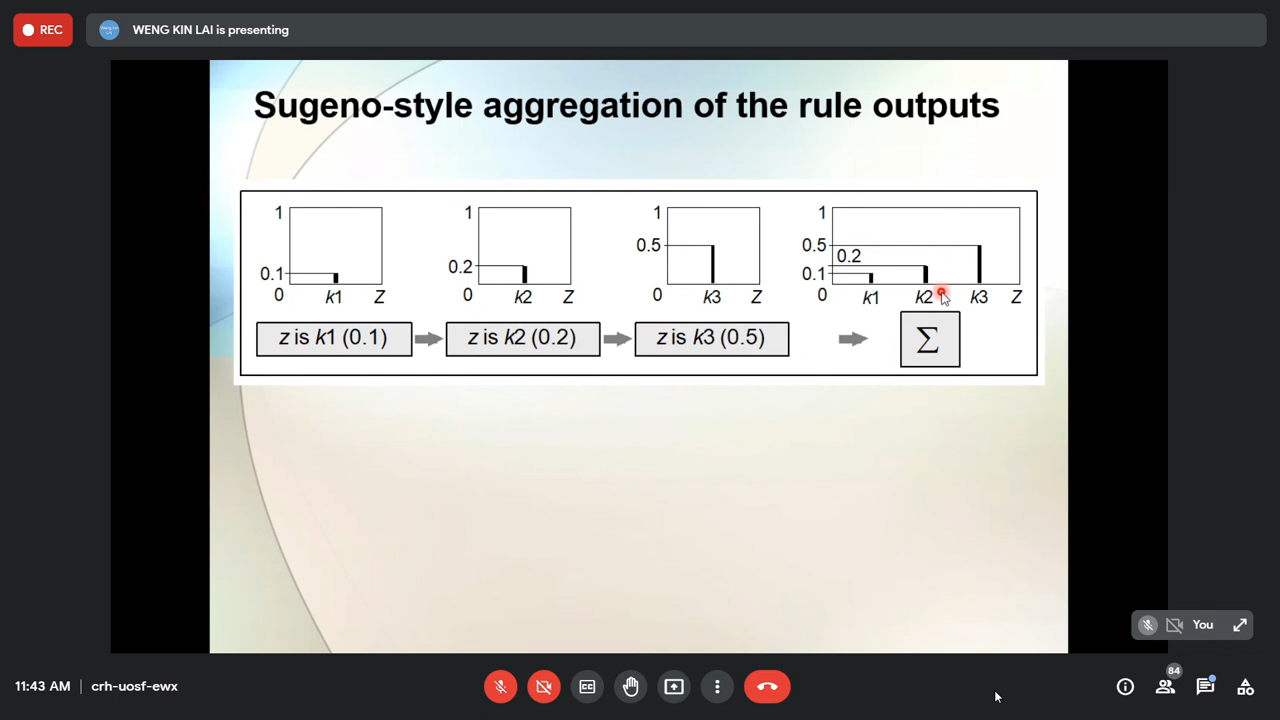 REC
WENG KIN LAI is presenting
Sugeno-style aggregation of the rule outputs
1 1 1 1
0.5 0.5
0.2 0.2
0.1 0.1
0 k1 Z 0 k2 Z 0 k3 Z 0 k1 k2 k3 Z
z is k1 (0.1) z is k2 (0.2) z is k3 (0.5) Σ
You
11:43 AM crh-uosf-ewx 84